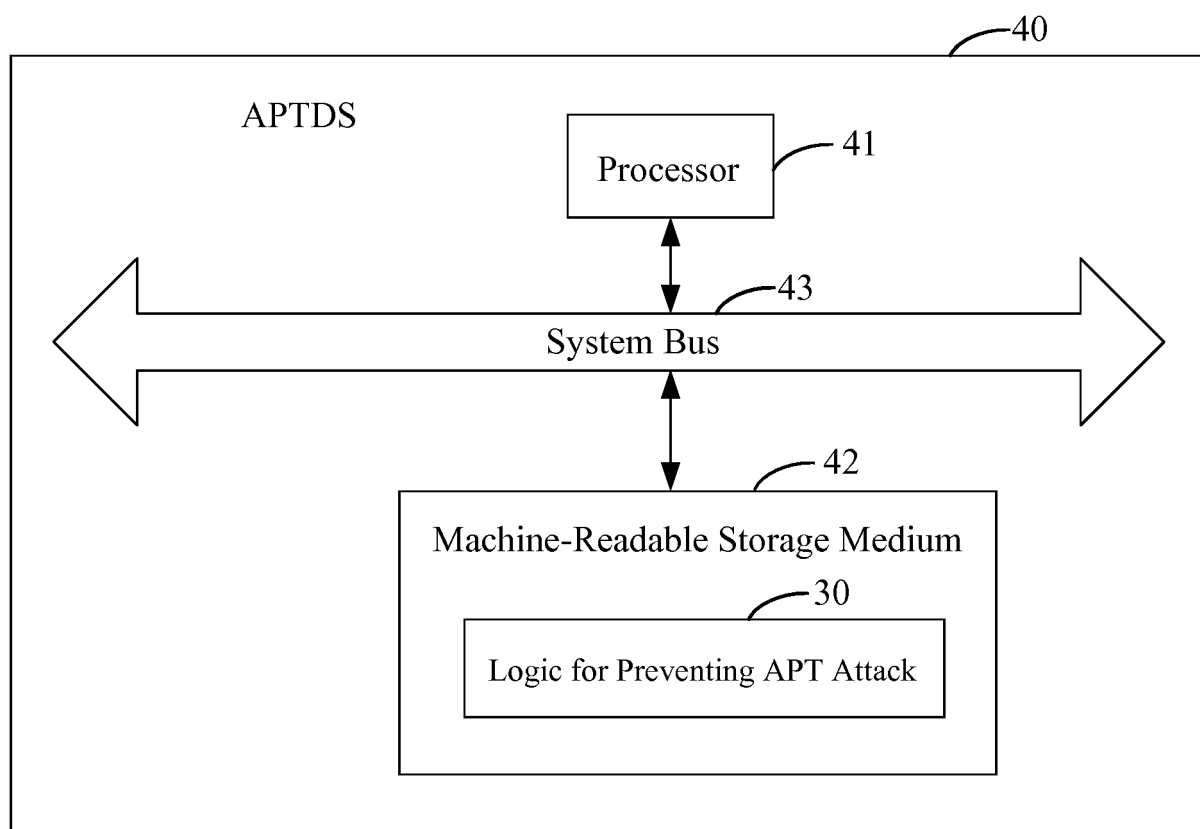 40
APTDS
Processor
41
43
System Bus
42
Machine-Readable Storage Medium
30
Logic for Preventing APT Attack